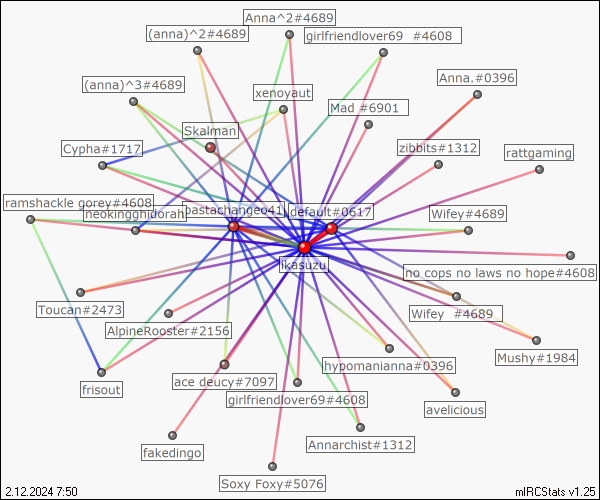 Anna^2#4689
(anna)^2#4689
girlfriendlover69 #4608
(anna)^3#4689
Anna.#0396
xenoyaut
Mad #6901
Skalman
Cypha#1717
zibbits#1312
rattgaming
ramshackle gorey#4608
neokingghidorah
pastachangeo41
default#0617
Wifey#4689
ikasuzu
no cops no laws no hope#4608
Toucan#2473
Wifey #4689
AlpineRooster#2156
Mushy#1984
hypomanianna#0396
frisout
ace deucy#7097
girlfriendlover69#4608
avelicious
Annarchist#1312
fakedingo
Soxy Foxy#5076
2.12.2024 7:50
mIRCStats v1.25